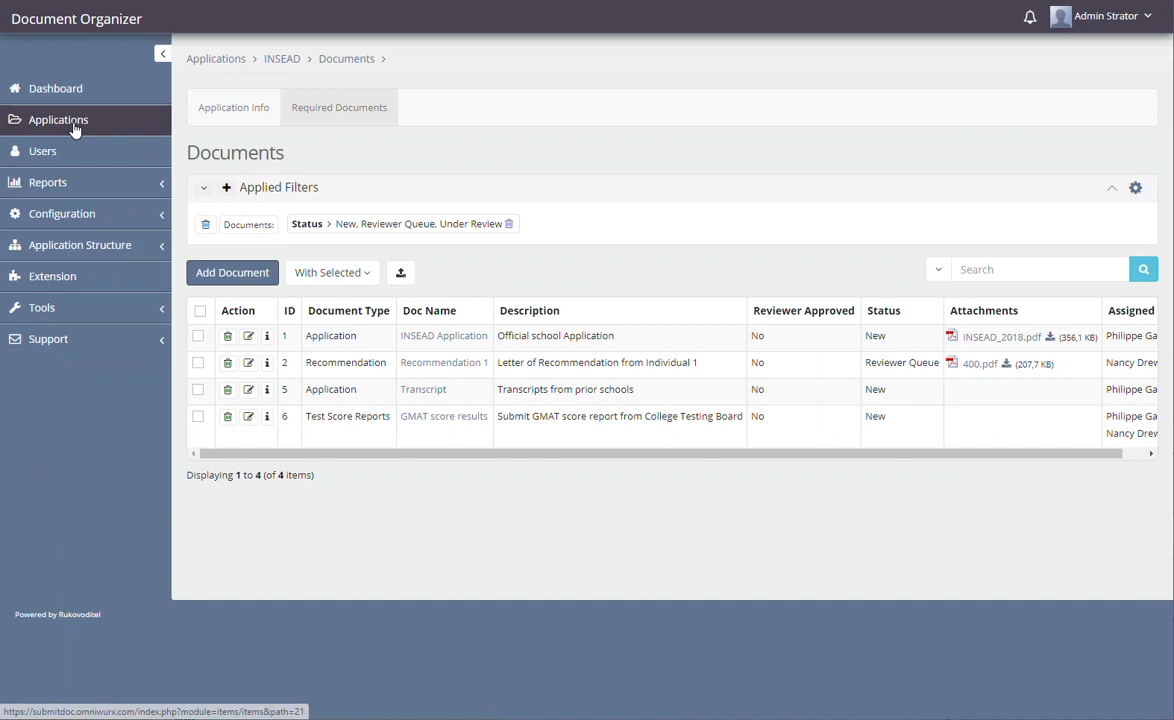 Document Organizer
Admin Strator
Applications > INSEAD > Documents >
Dashboard
Applications
Users
Reports
Configuration
Application Structure
Extension
Tools
Support
Powered by Rukovoditel
Application Info Required Documents
Documents
Applied Filters
Documents: Status > New, Reviewer Queue, Under Review
Add Document With Selected Search
Action ID Document Type Doc Name Description Reviewer Approved Status Attachments Assigned
1 Application INSEAD Application Official school Application No New INSEAD_2018.pdf (356,1 KB) Philippe Ga
2 Recommendation Recommendation 1 Letter of Recommendation from Individual 1 No Reviewer Queue 400.pdf (207,7 KB) Nancy Drew
5 Application Transcript Transcripts from prior schools No New Philippe Ga
6 Test Score Reports GMAT score results Submit GMAT score report from College Testing Board No New Philippe Ga
Nancy Drew
Displaying 1 to 4 (of 4 items)
https://submitdoc.omniwurx.com/index.php?module=items/items&path=21